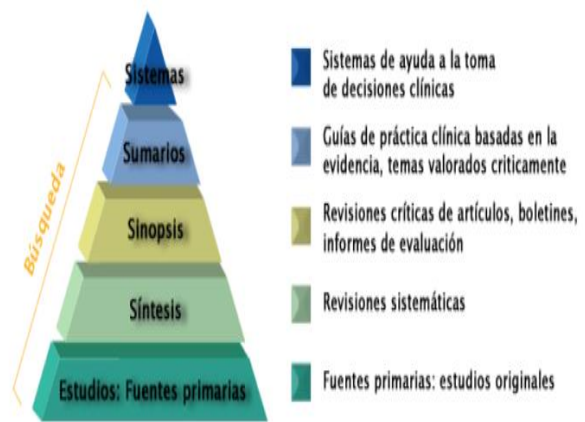 Búsqueda
Sistemas
Sumarios
Sinopsis
Síntesis
Estudios: Fuentes primarias
Sistemas de ayuda a la toma
de decisiones clínicas
Guías de práctica clínica basadas en la
evidencia, temas valorados criticamente
Revisiones críticas de artículos, boletines,
informes de evaluación
Revisiones sistemáticas
Fuentes primarias: estudios originales